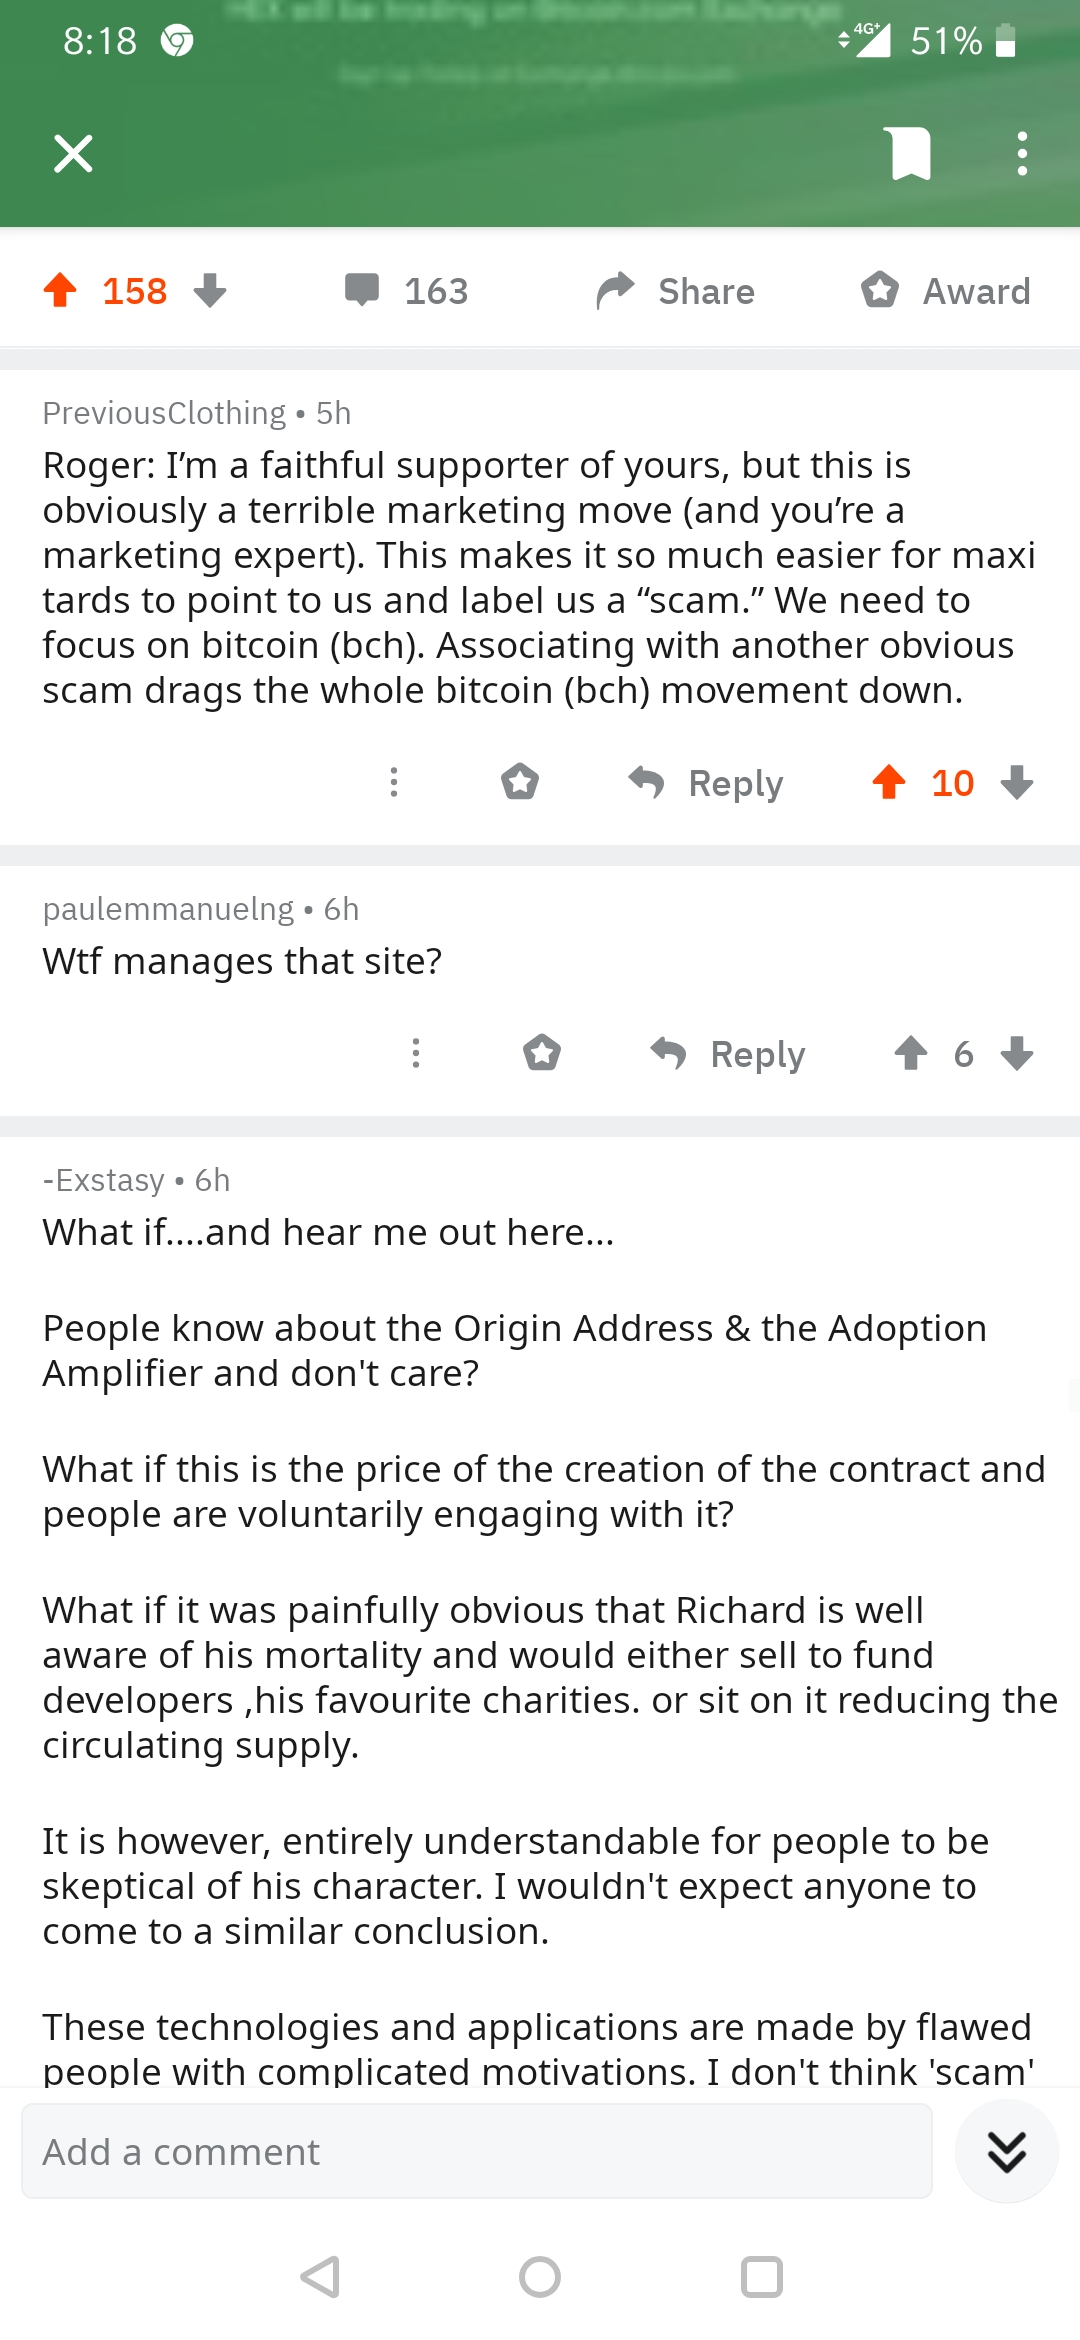 HEX will be trading on Bitcoin.com Exchange
8:18
4G+
51%
158
163
Share
Award
PreviousClothing • 5h
Roger: I’m a faithful supporter of yours, but this is
obviously a terrible marketing move (and you’re a
marketing expert). This makes it so much easier for maxi
tards to point to us and label us a “scam.” We need to
focus on bitcoin (bch). Associating with another obvious
scam drags the whole bitcoin (bch) movement down.
Reply
10
paulemmanuelng • 6h
Wtf manages that site?
Reply
6
-Exstasy • 6h
What if....and hear me out here...
People know about the Origin Address & the Adoption
Amplifier and don't care?
What if this is the price of the creation of the contract and
people are voluntarily engaging with it?
What if it was painfully obvious that Richard is well
aware of his mortality and would either sell to fund
developers ,his favourite charities. or sit on it reducing the
circulating supply.
It is however, entirely understandable for people to be
skeptical of his character. I wouldn't expect anyone to
come to a similar conclusion.
These technologies and applications are made by flawed
people with complicated motivations. I don't think 'scam'
Add a comment